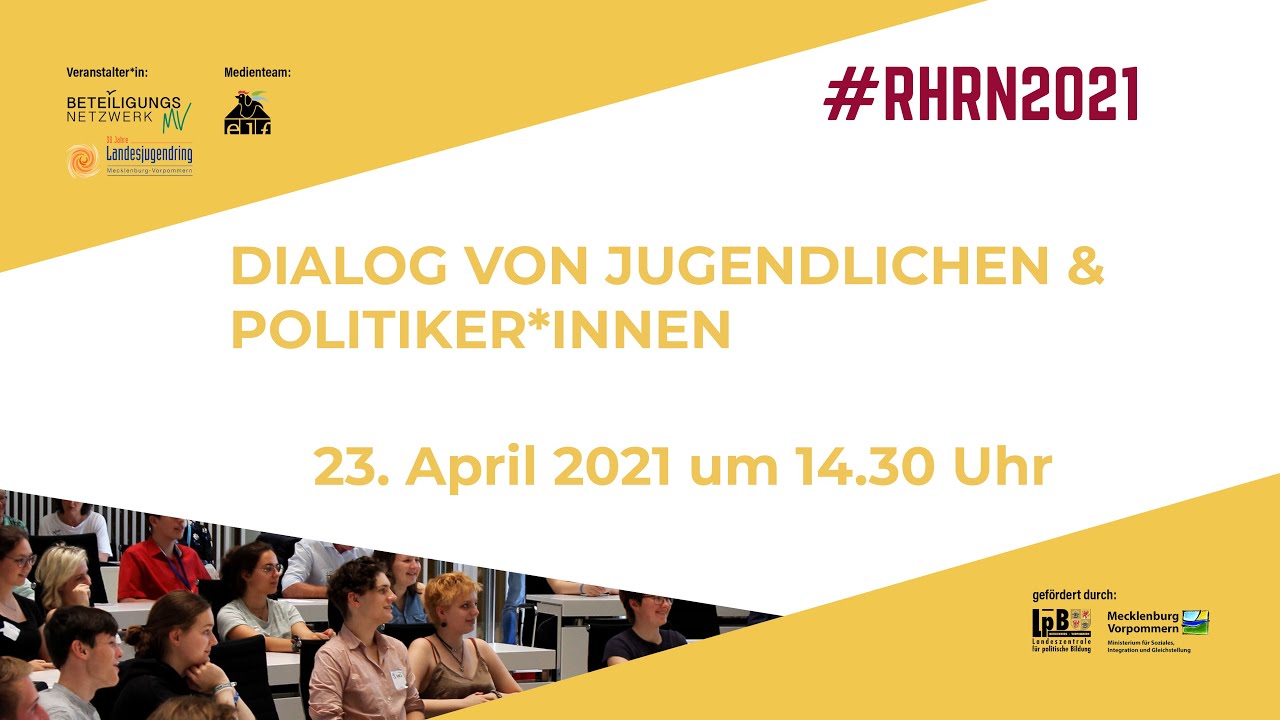 Veranstalter*in:
Medienteam:
BETEILIGUNGS
NETZWERK MV
elf
30 Jahre
Landesjugendring
Mecklenburg-Vorpommern
#RHRN2021
DIALOG VON JUGENDLICHEN &
POLITIKER*INNEN
23. April 2021 um 14.30 Uhr
gefördert durch:
LpB
MECKLENBURG - VORPOMMERN
Landeszentrale
für politische Bildung
Mecklenburg
Vorpommern
Ministerium für Soziales,
Integration und Gleichstellung